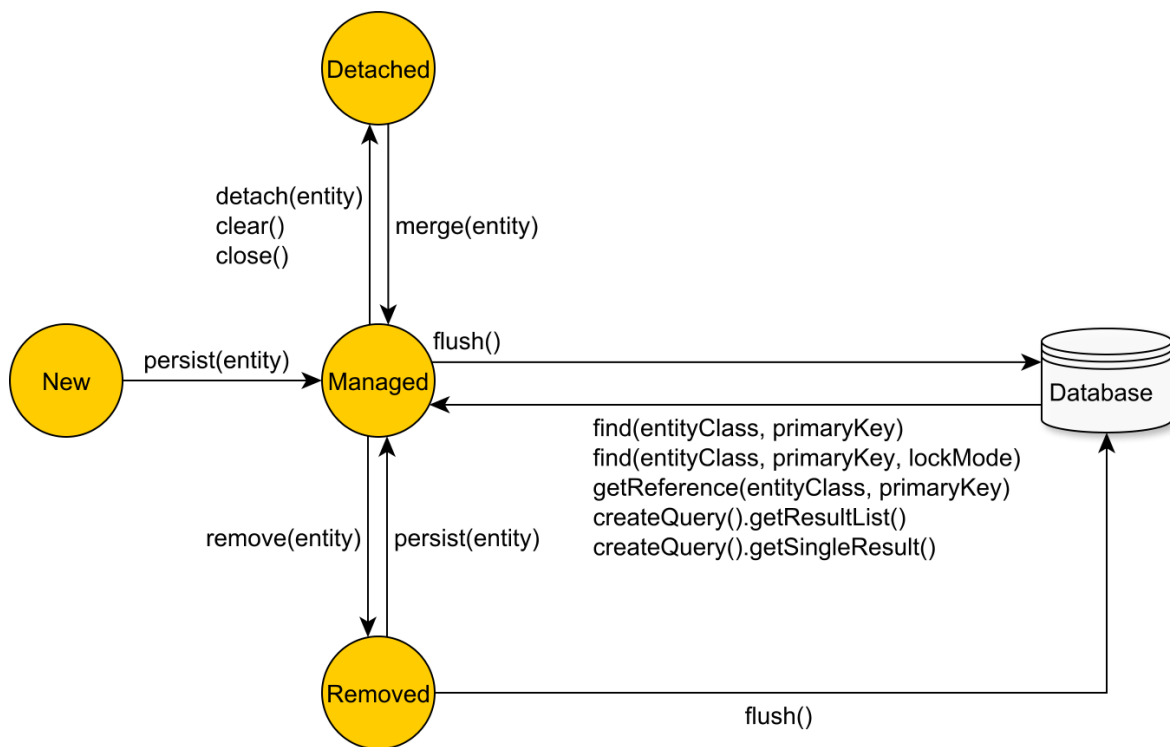 Detached
detach(entity)
clear()
close()
merge(entity)
New
persist(entity)
Managed
flush()
Database
find(entityClass, primaryKey)
find(entityClass, primaryKey, lockMode)
getReference(entityClass, primaryKey)
createQuery().getResultList()
createQuery().getSingleResult()
remove(entity)
persist(entity)
Removed
flush()